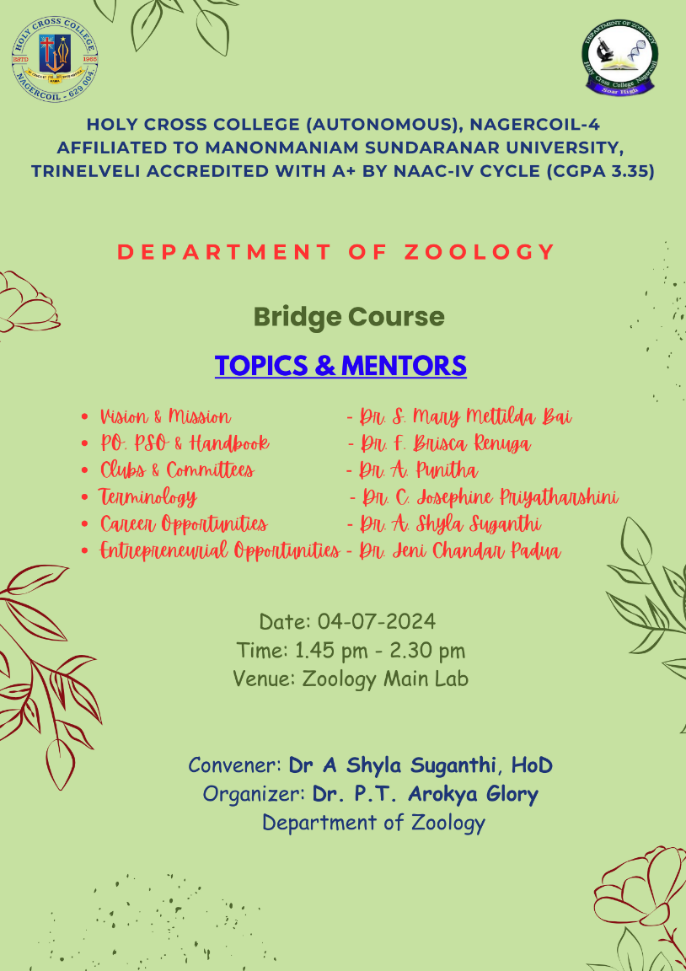 HOLY CROSS COLLEGE
ESTD 1965
NAGERCOIL - 629 004
DEPARTMENT OF ZOOLOGY
Holy Cross College Nagercoil
Soar High
HOLY CROSS COLLEGE (AUTONOMOUS), NAGERCOIL-4
AFFILIATED TO MANONMANIAM SUNDARANAR UNIVERSITY,
TRINELVELI ACCREDITED WITH A+ BY NAAC-IV CYCLE (CGPA 3.35)
DEPARTMENT OF ZOOLOGY
Bridge Course
TOPICS & MENTORS
• Vision & Mission - Dr. S. Mary Mettilda Bai
• PO, PSO & Handbook - Dr. F. Brisca Renuga
• Clubs & Committees - Dr. A. Punitha
• Terminology - Dr. C. Josephine Priyatharshini
• Career Opportunities - Dr. A. Shyla Suganthi
• Entrepreneurial Opportunities - Dr. Jeni Chandar Padua
Date: 04-07-2024
Time: 1.45 pm - 2.30 pm
Venue: Zoology Main Lab
Convener: Dr A Shyla Suganthi, HoD
Organizer: Dr. P.T. Arokya Glory
Department of Zoology